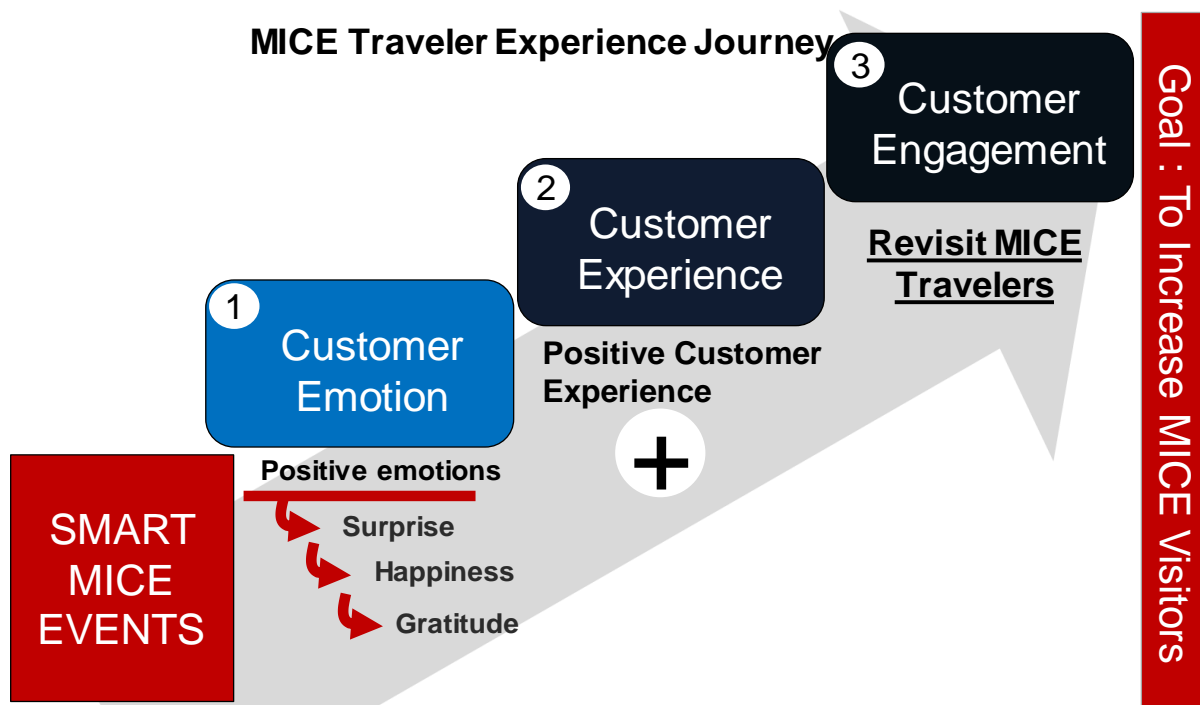 MICE Traveler Experience Journey
3
Customer
Engagement
Revisit MICE
Travelers
2
Customer
Experience
Positive Customer
Experience
+
1
Customer
Emotion
Positive emotions
Surprise
Happiness
Gratitude
SMART
MICE
EVENTS
Goal : To Increase MICE Visitors